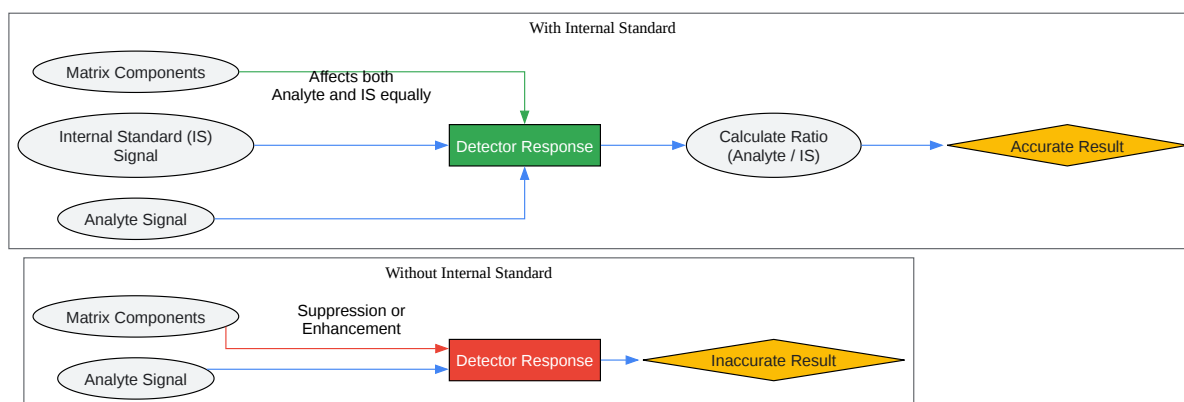 With Internal Standard
Matrix Components
Affects both
Analyte and IS equally
Internal Standard (IS)
Signal
Detector Response
Calculate Ratio
(Analyte / IS)
Accurate Result
Analyte Signal
Without Internal Standard
Matrix Components
Suppression or
Enhancement
Detector Response
Inaccurate Result
Analyte Signal